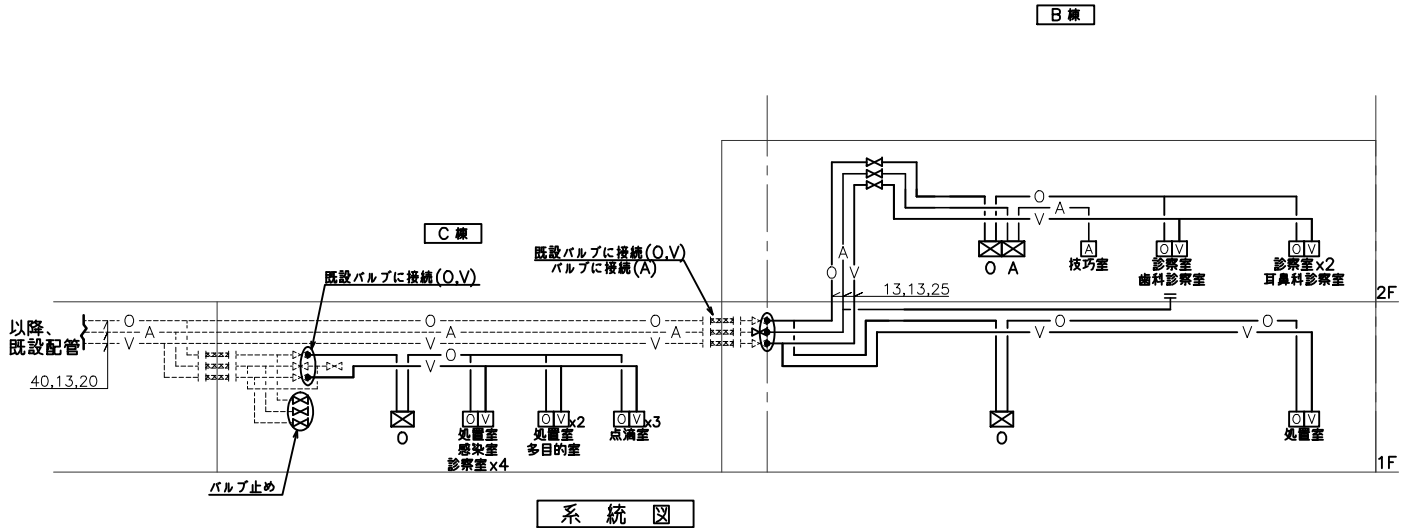 B棟
C棟
既設バルブに接続(O,V)
バルブに接続(A)
既設バルブに接続(O,V)
O
A
V
O
A
V
O A
A
技巧室
O V
診察室
歯科診察室
O V
診察室x2
耳鼻科診察室
13,13,25
2F
以降、
既設配管
O O O
A A A
V V V
40,13,20
O
V
O O
V V
O
O V
処置室
感染室
診察室x4
O V x2
処置室
多目的室
O V x3
点滴室
O
O V
処置室
1F
バルブ止め
系統図